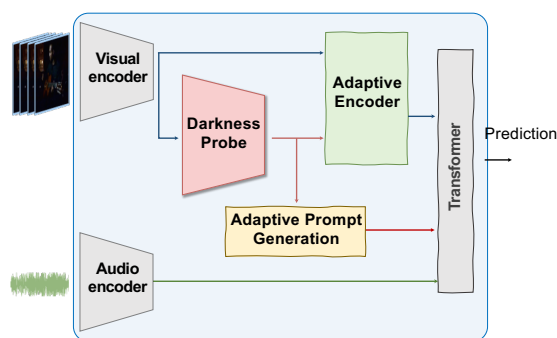 Visual
encoder
Darkness
Probe
Adaptive
Encoder
Adaptive Prompt
Generation
Audio
encoder
Transformer
Prediction